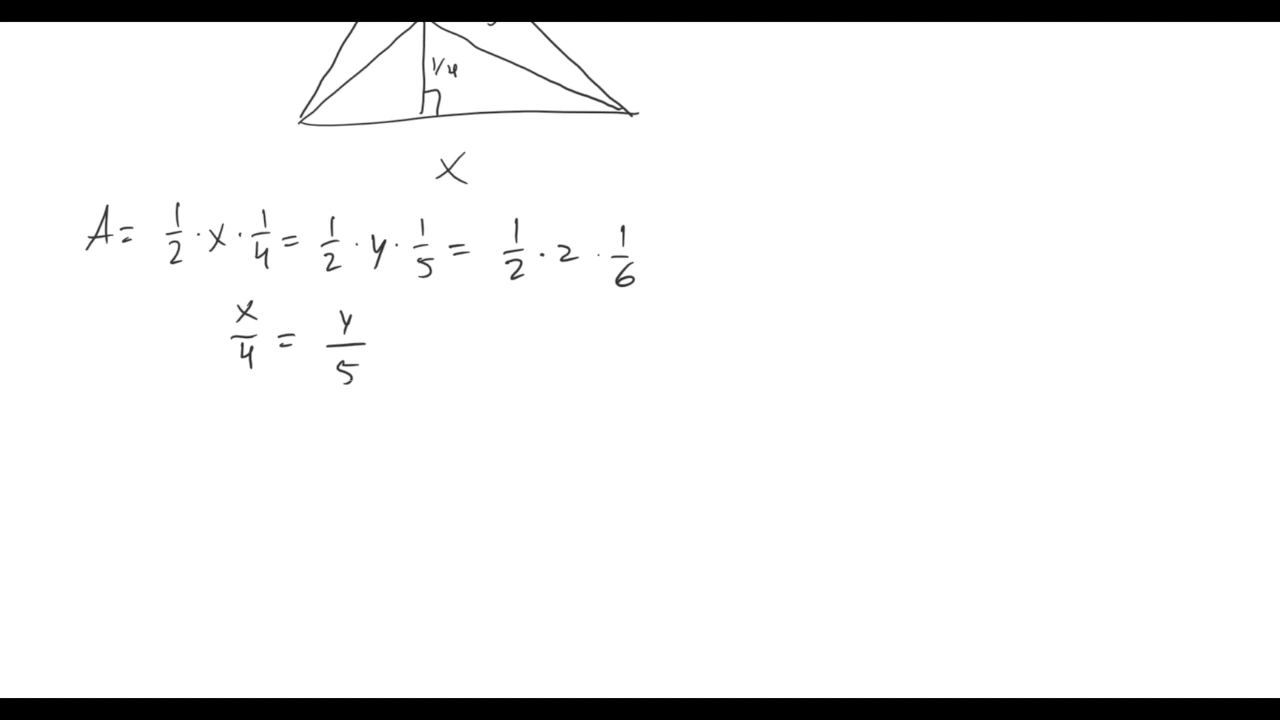 1/4
X
A = 1/2 · x · 1/4 = 1/2 · y · 1/5 = 1/2 · 2 · 1/6
x/4 = y/5